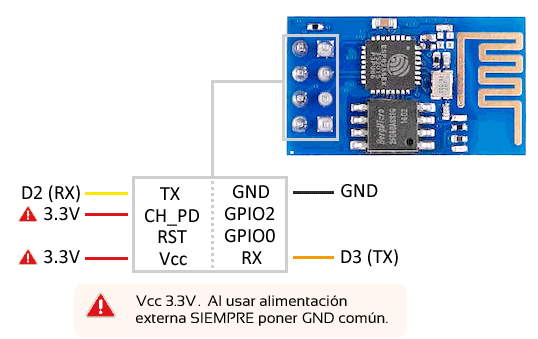 D2 (RX) TX GND GND
3.3V CH_PD GPIO2
RST GPIO0
3.3V Vcc RX D3 (TX)
Vcc 3.3V. Al usar alimentación
externa SIEMPRE poner GND común.